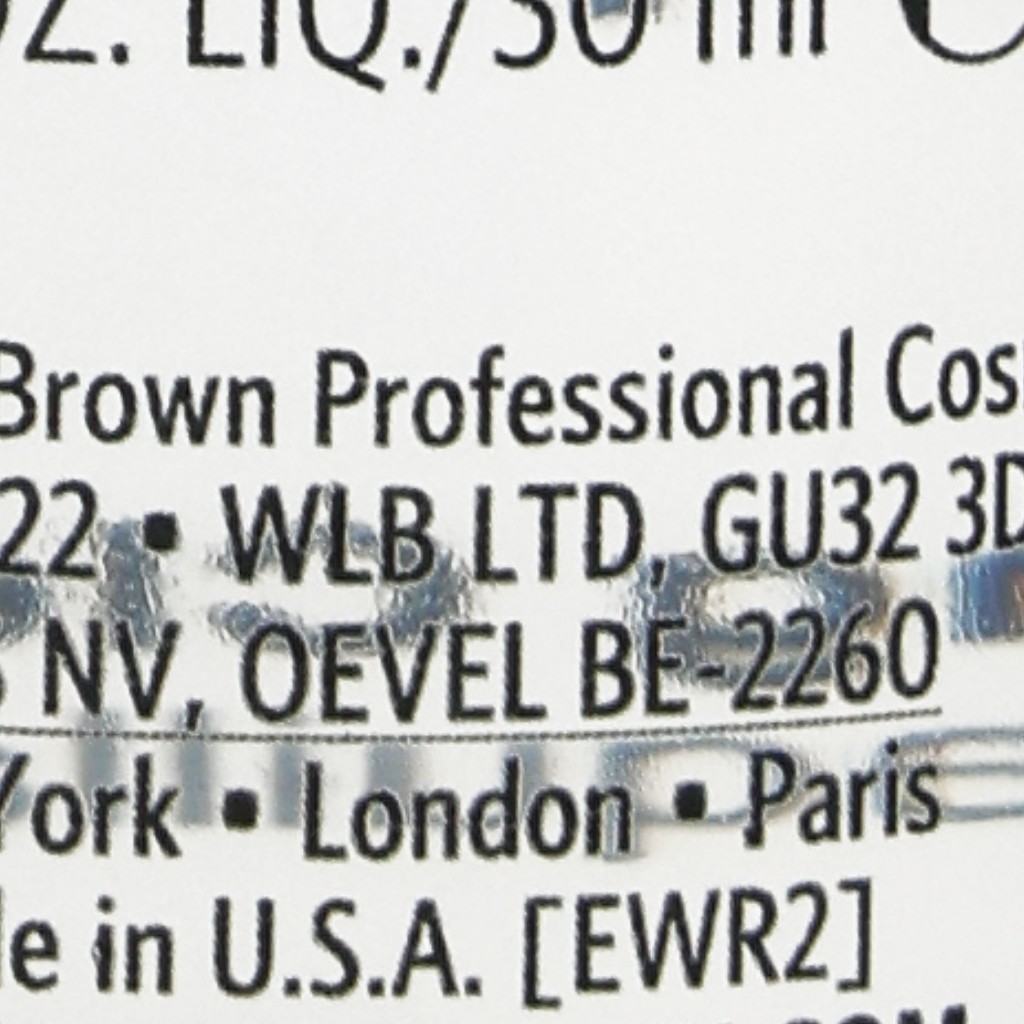 OZ. LIQ./30 ml
Brown Professional Cos
22 • WLB LTD, GU32 3D
NV, OEVEL BE-2260
York • London • Paris
e in U.S.A. [EWR2]